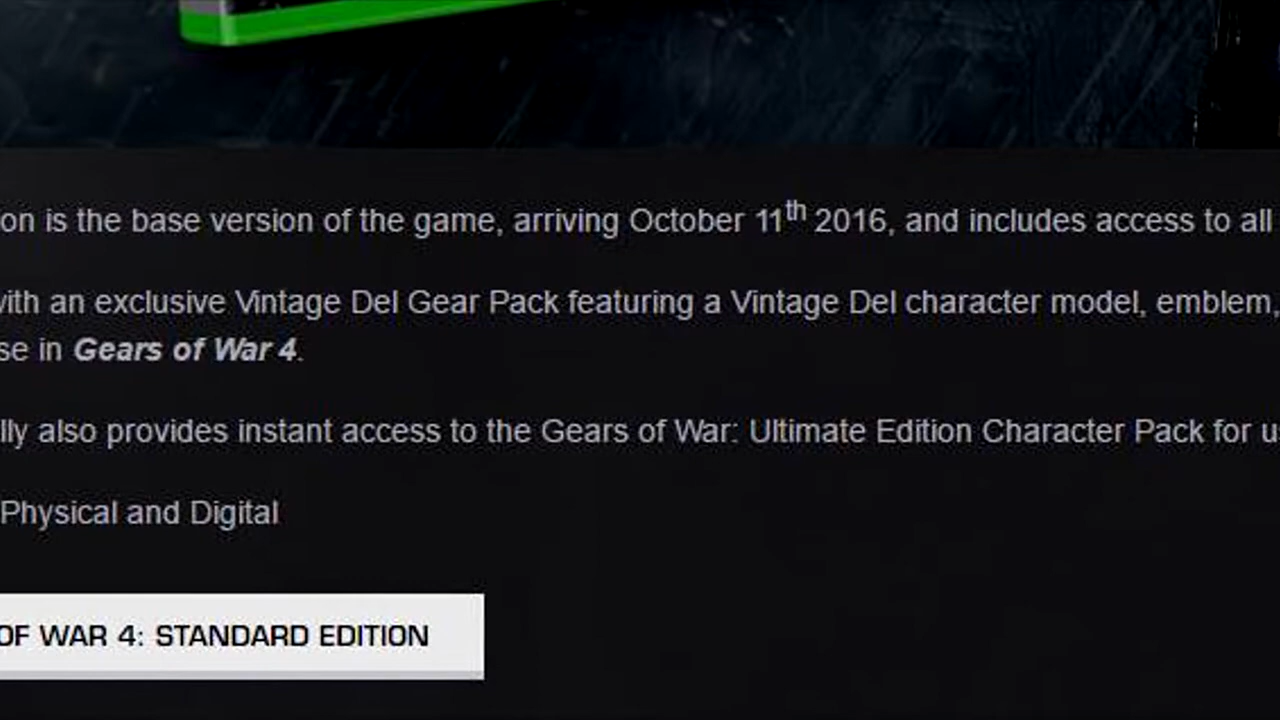 on is the base version of the game, arriving October 11th 2016, and includes access to all
with an exclusive Vintage Del Gear Pack featuring a Vintage Del character model, emblem,
se in Gears of War 4.
lly also provides instant access to the Gears of War: Ultimate Edition Character Pack for u
Physical and Digital
OF WAR 4: STANDARD EDITION